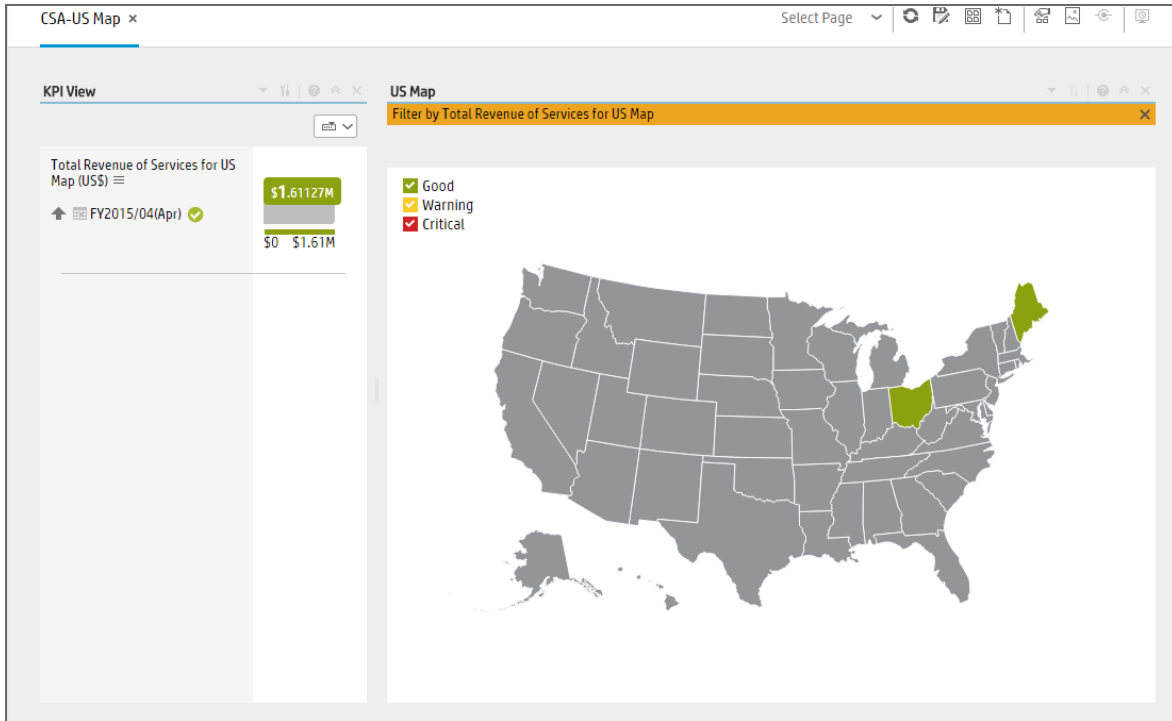 CSA-US Map ×
Select Page
KPI View
US Map
Filter by Total Revenue of Services for US Map
Total Revenue of Services for US
Map (US$)
FY2015/04(Apr)
$1.61127M
$0 $1.61M
Good
Warning
Critical